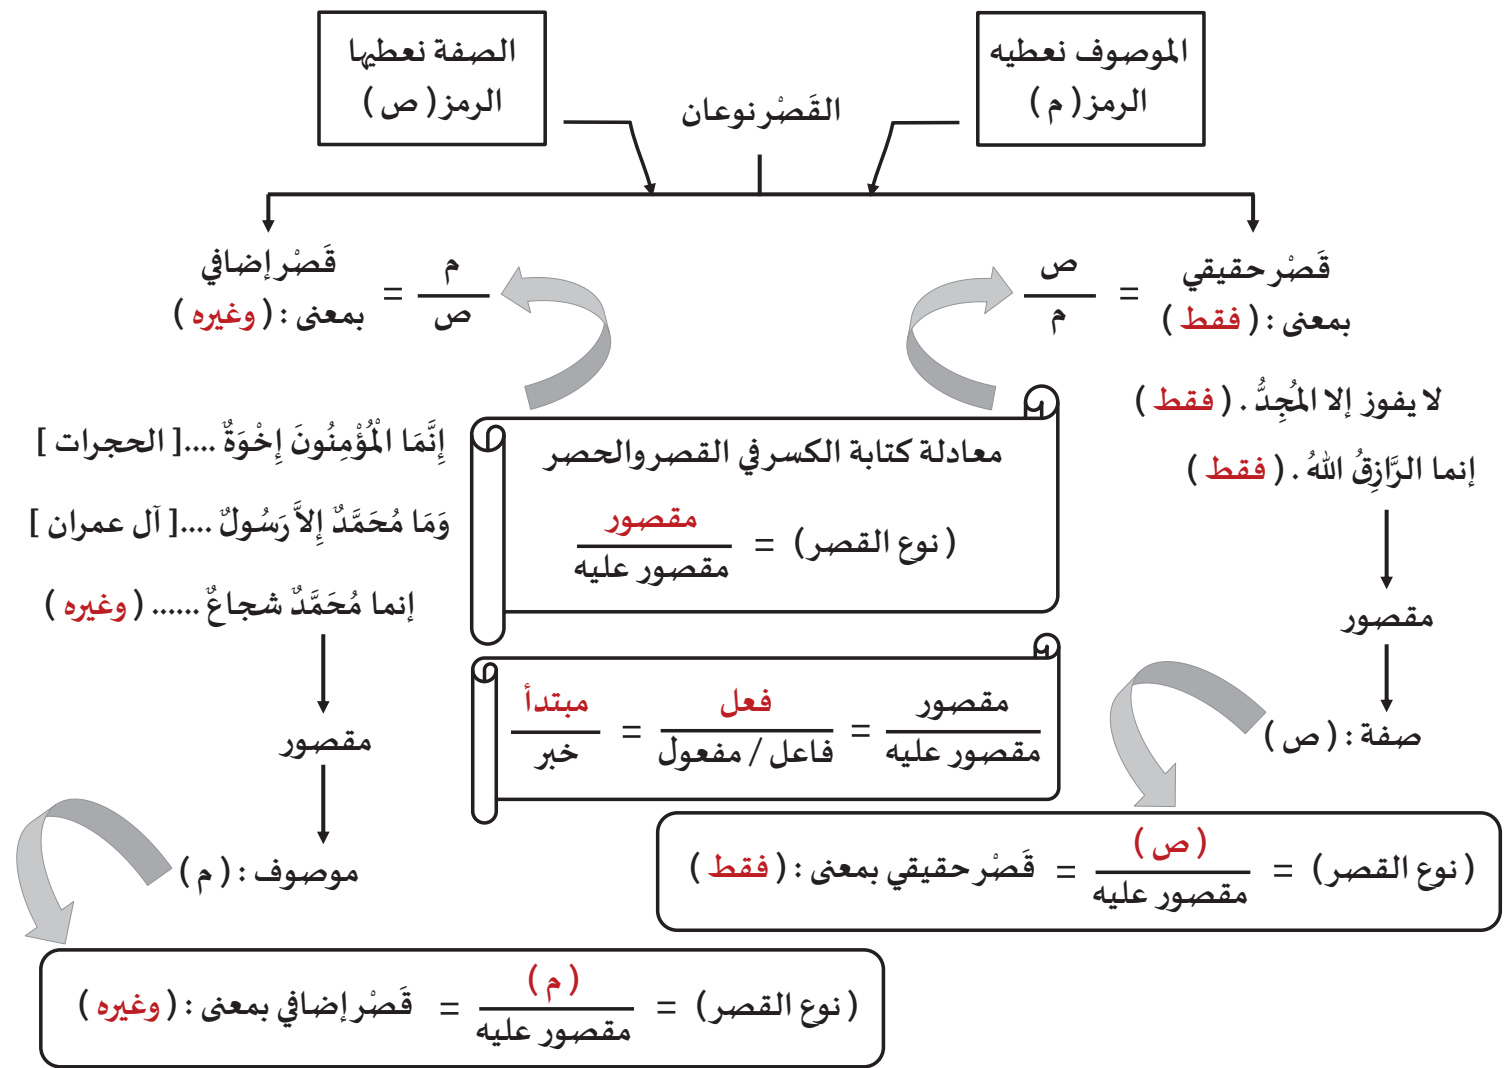 الموصوف نعطيه
الرمز ( م )
الصفة نعطيها
الرمز ( ص )
القَصْر نوعان
قَصْر حقيقي
بمعنى : ( فقط )
=
ص
م
قَصْر إضافي
بمعنى : ( وغيره )
=
م
ص
لا يفوز إلا المُجِدُّ . ( فقط )
إنما الرَّازِقُ اللهُ . ( فقط )
مقصور
صفة : ( ص )
معادلة كتابة الكسر في القصر والحصر
( نوع القصر ) =
مقصور
مقصور عليه
مقصور
مقصور عليه
=
فعل
فاعل / مفعول
=
مبتدأ
خبر
إِنَّمَا الْمُؤْمِنُونَ إِخْوَةٌ ....[ الحجرات ]
وَمَا مُحَمَّدٌ إِلاَّ رَسُولٌ ....[ آل عمران ]
إنما مُحَمَّدٌ شجاعٌ ...... ( وغيره )
مقصور
موصوف : ( م )
( نوع القصر ) =
( ص )
مقصور عليه
= قَصْر حقيقي بمعنى : ( فقط )
( نوع القصر ) =
( م )
مقصور عليه
= قَصْر إضافي بمعنى : ( وغيره )